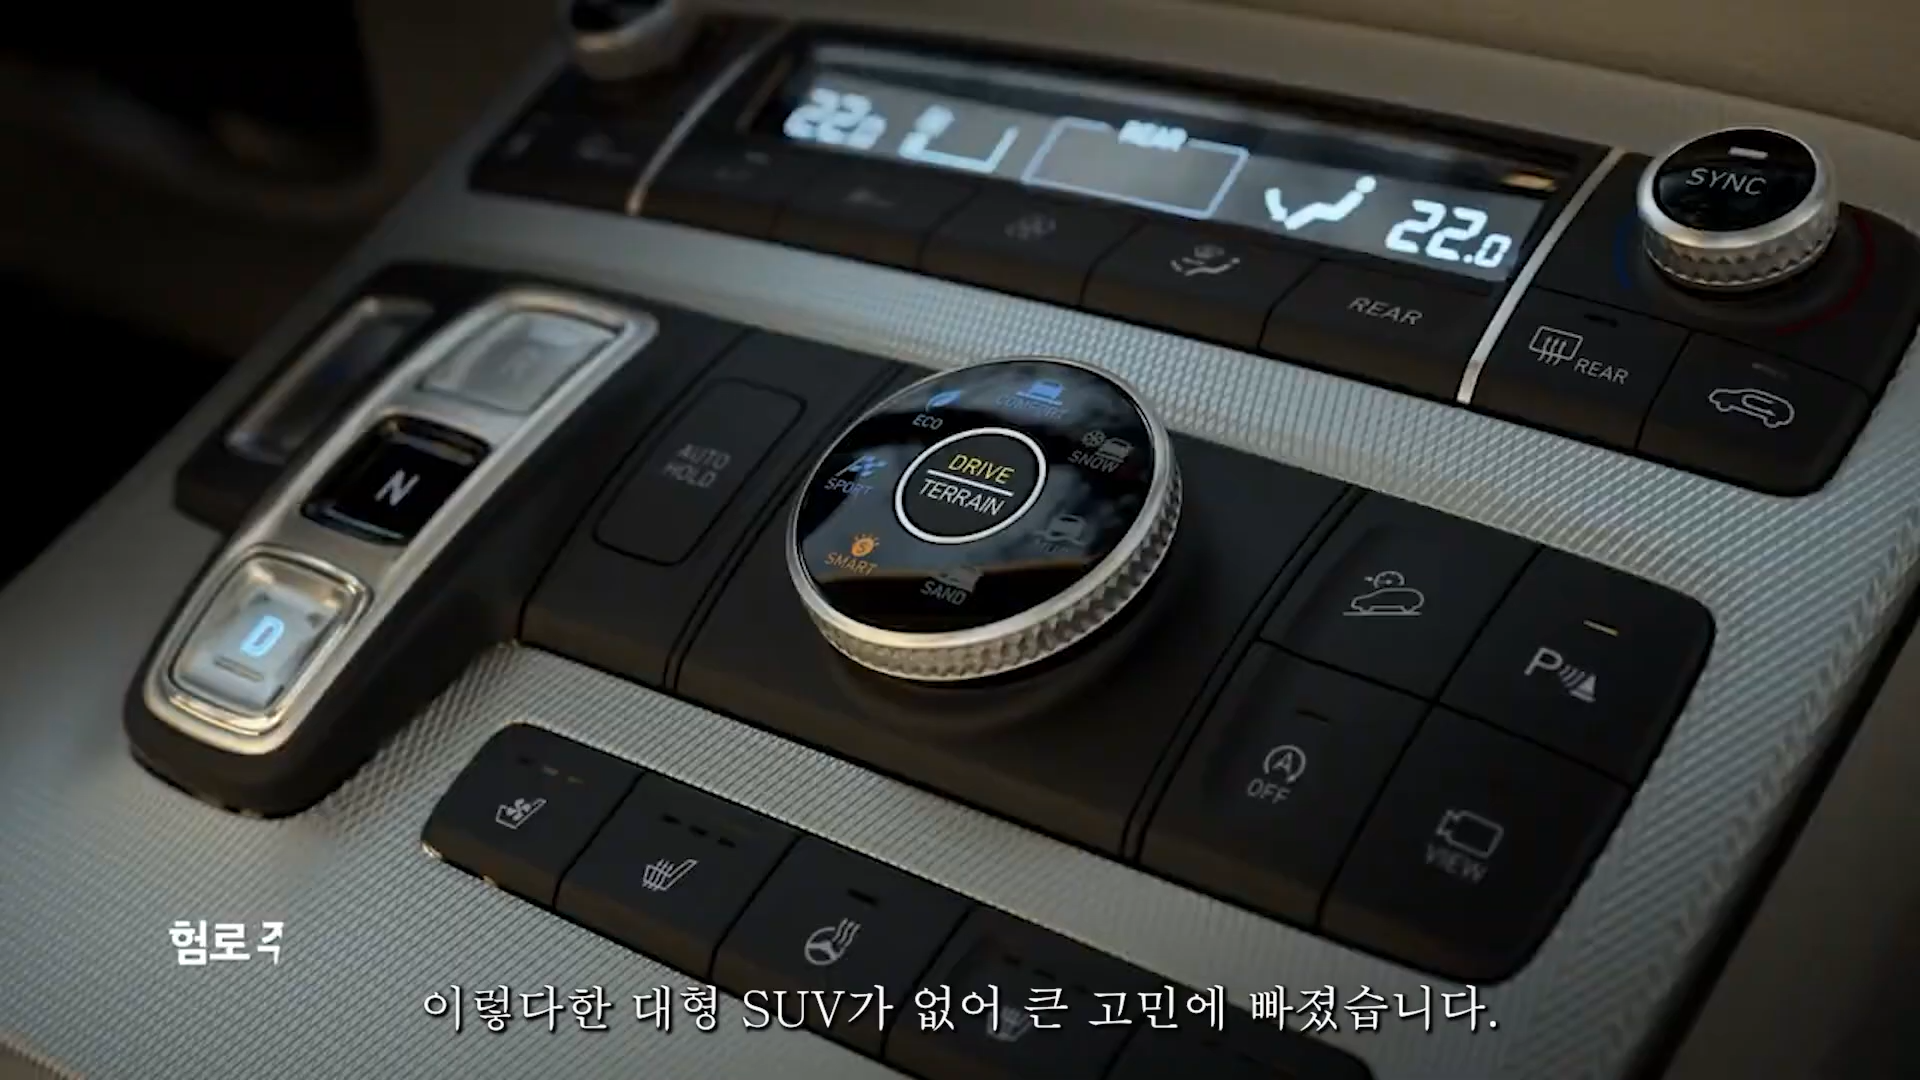 22.0
REAR
22.0
SYNC
REAR
REAR
N
D
AUTO
HOLD
ECO
COMFORT
SNOW
SPORT
DRIVE
TERRAIN
MUD
SMART
SAND
P
A
OFF
VIEW
험로
이렇다한 대형 SUV가 없어 큰 고민에 빠졌습니다.